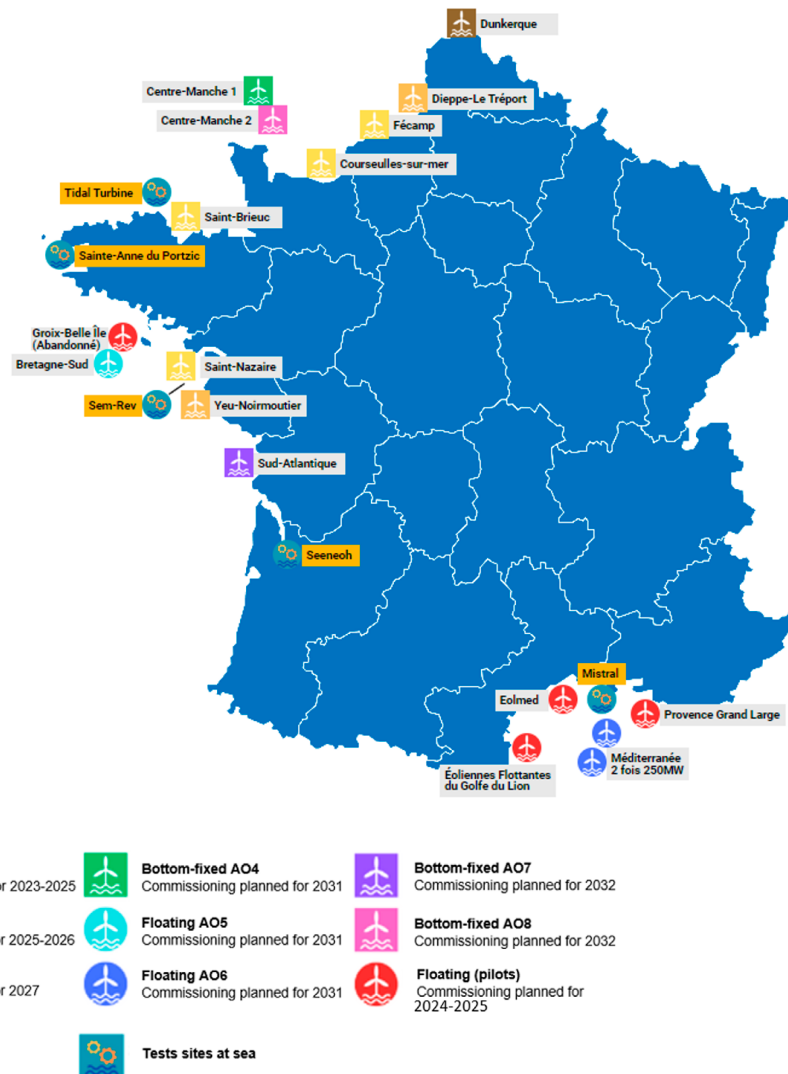 Dunkerque
Centre-Manche 1
Dieppe-Le Tréport
Centre-Manche 2
Fécamp
Courseulles-sur-mer
Tidal Turbine
Saint-Brieuc
Sainte-Anne du Portzic
Groix-Belle Île
(Abandonné)
Bretagne-Sud
Saint-Nazaire
Sem-Rev
Yeu-Noirmoutier
Sud-Atlantique
Seeneoh
Mistral
Eolmed
Provence Grand Large
Méditerranée
2 fois 250MW
Éoliennes Flottantes
du Golfe du Lion
for 2023-2025
Bottom-fixed AO4
Commissioning planned for 2031
Bottom-fixed AO7
Commissioning planned for 2032
for 2025-2026
Floating AO5
Commissioning planned for 2031
Bottom-fixed AO8
Commissioning planned for 2032
or 2027
Floating AO6
Commissioning planned for 2031
Floating (pilots)
Commissioning planned for
2024-2025
Tests sites at sea